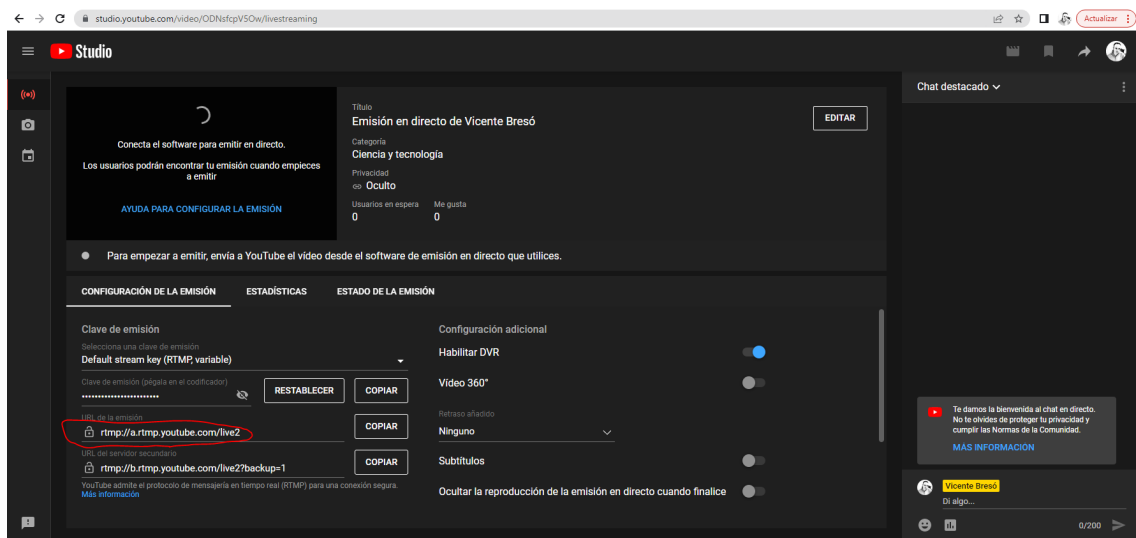 studio.youtube.com/video/ODNsfcpV5Ow/livestreaming
Actualizar
Studio
Conecta el software para emitir en directo.
Los usuarios podrán encontrar tu emisión cuando empieces
a emitir
AYUDA PARA CONFIGURAR LA EMISIÓN
Título
Emisión en directo de Vicente Bresó
EDITAR
Categoría
Ciencia y tecnología
Privacidad
Oculto
Usuarios en espera Me gusta
0 0
Para empezar a emitir, envía a YouTube el vídeo desde el software de emisión en directo que utilices.
CONFIGURACIÓN DE LA EMISIÓN ESTADÍSTICAS ESTADO DE LA EMISIÓN
Clave de emisión
Selecciona una clave de emisión
Default stream key (RTMP, variable)
Clave de emisión (pégala en el codificador)
•••••••••••••••••••••••• RESTABLECER COPIAR
URL de la emisión
rtmp://a.rtmp.youtube.com/live2 COPIAR
URL del servidor secundario
rtmp://b.rtmp.youtube.com/live2?backup=1 COPIAR
YouTube admite el protocolo de mensajería en tiempo real (RTMP) para una conexión segura.
Más información
Configuración adicional
Habilitar DVR
Vídeo 360°
Retraso añadido
Ninguno
Subtítulos
Ocultar la reproducción de la emisión en directo cuando finalice
Chat destacado
Te damos la bienvenida al chat en directo.
No te olvides de proteger tu privacidad y
cumplir las Normas de la Comunidad.
MÁS INFORMACIÓN
Vicente Bresó
Di algo...
0/200